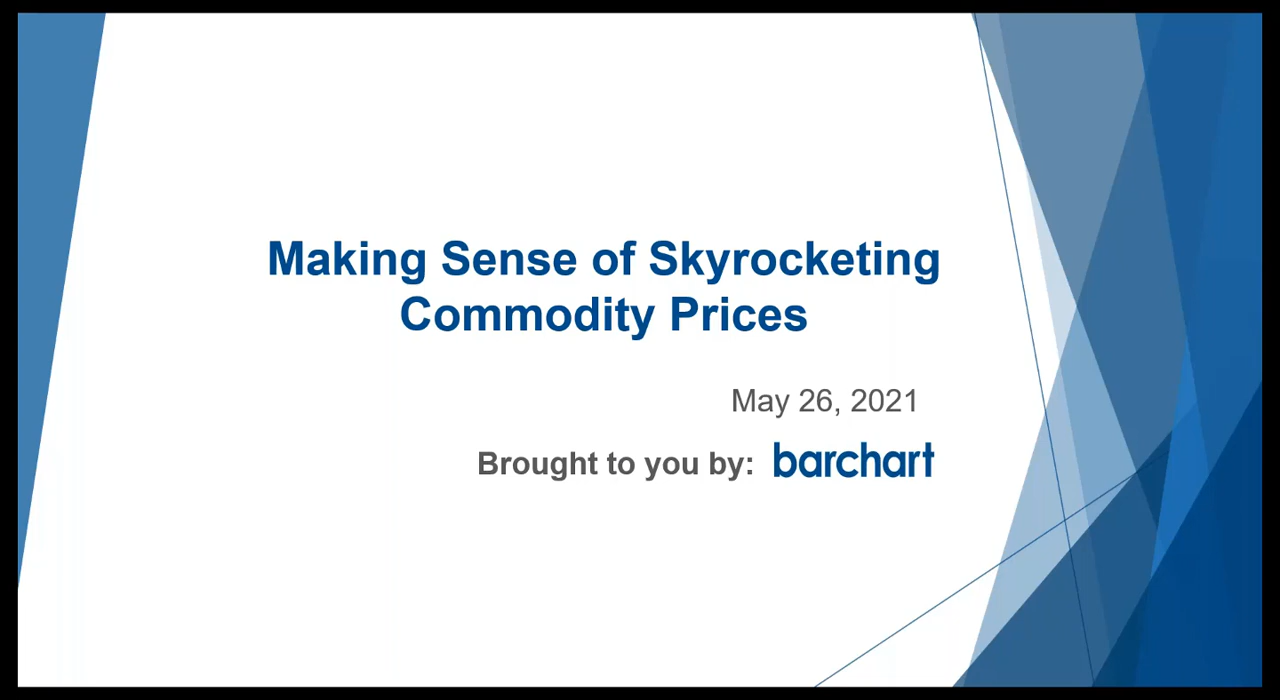 Making Sense of Skyrocketing
Commodity Prices
May 26, 2021
Brought to you by: barchart